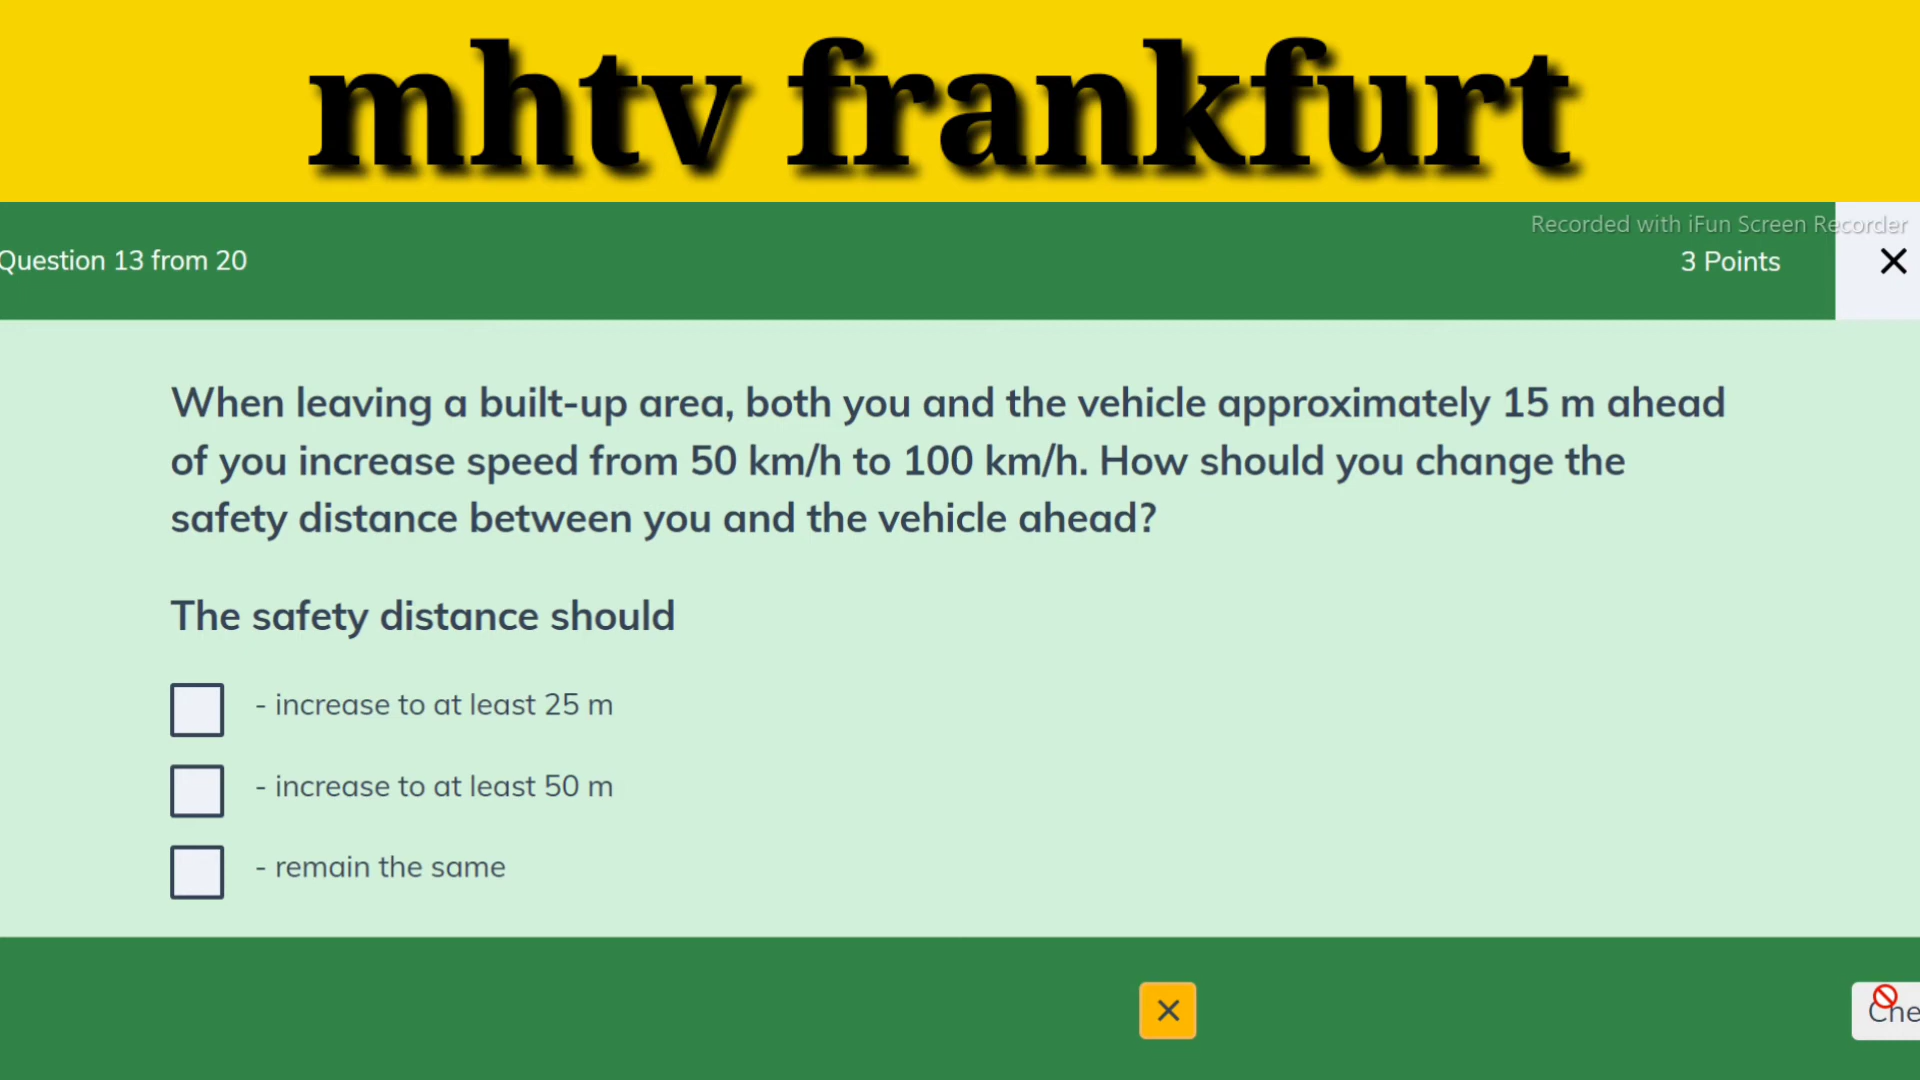 mhtv frankfurt
Recorded with iFun Screen Recorder
Question 13 from 20
3 Points
When leaving a built-up area, both you and the vehicle approximately 15 m ahead
of you increase speed from 50 km/h to 100 km/h. How should you change the
safety distance between you and the vehicle ahead?
The safety distance should
- increase to at least 25 m
- increase to at least 50 m
- remain the same
Che